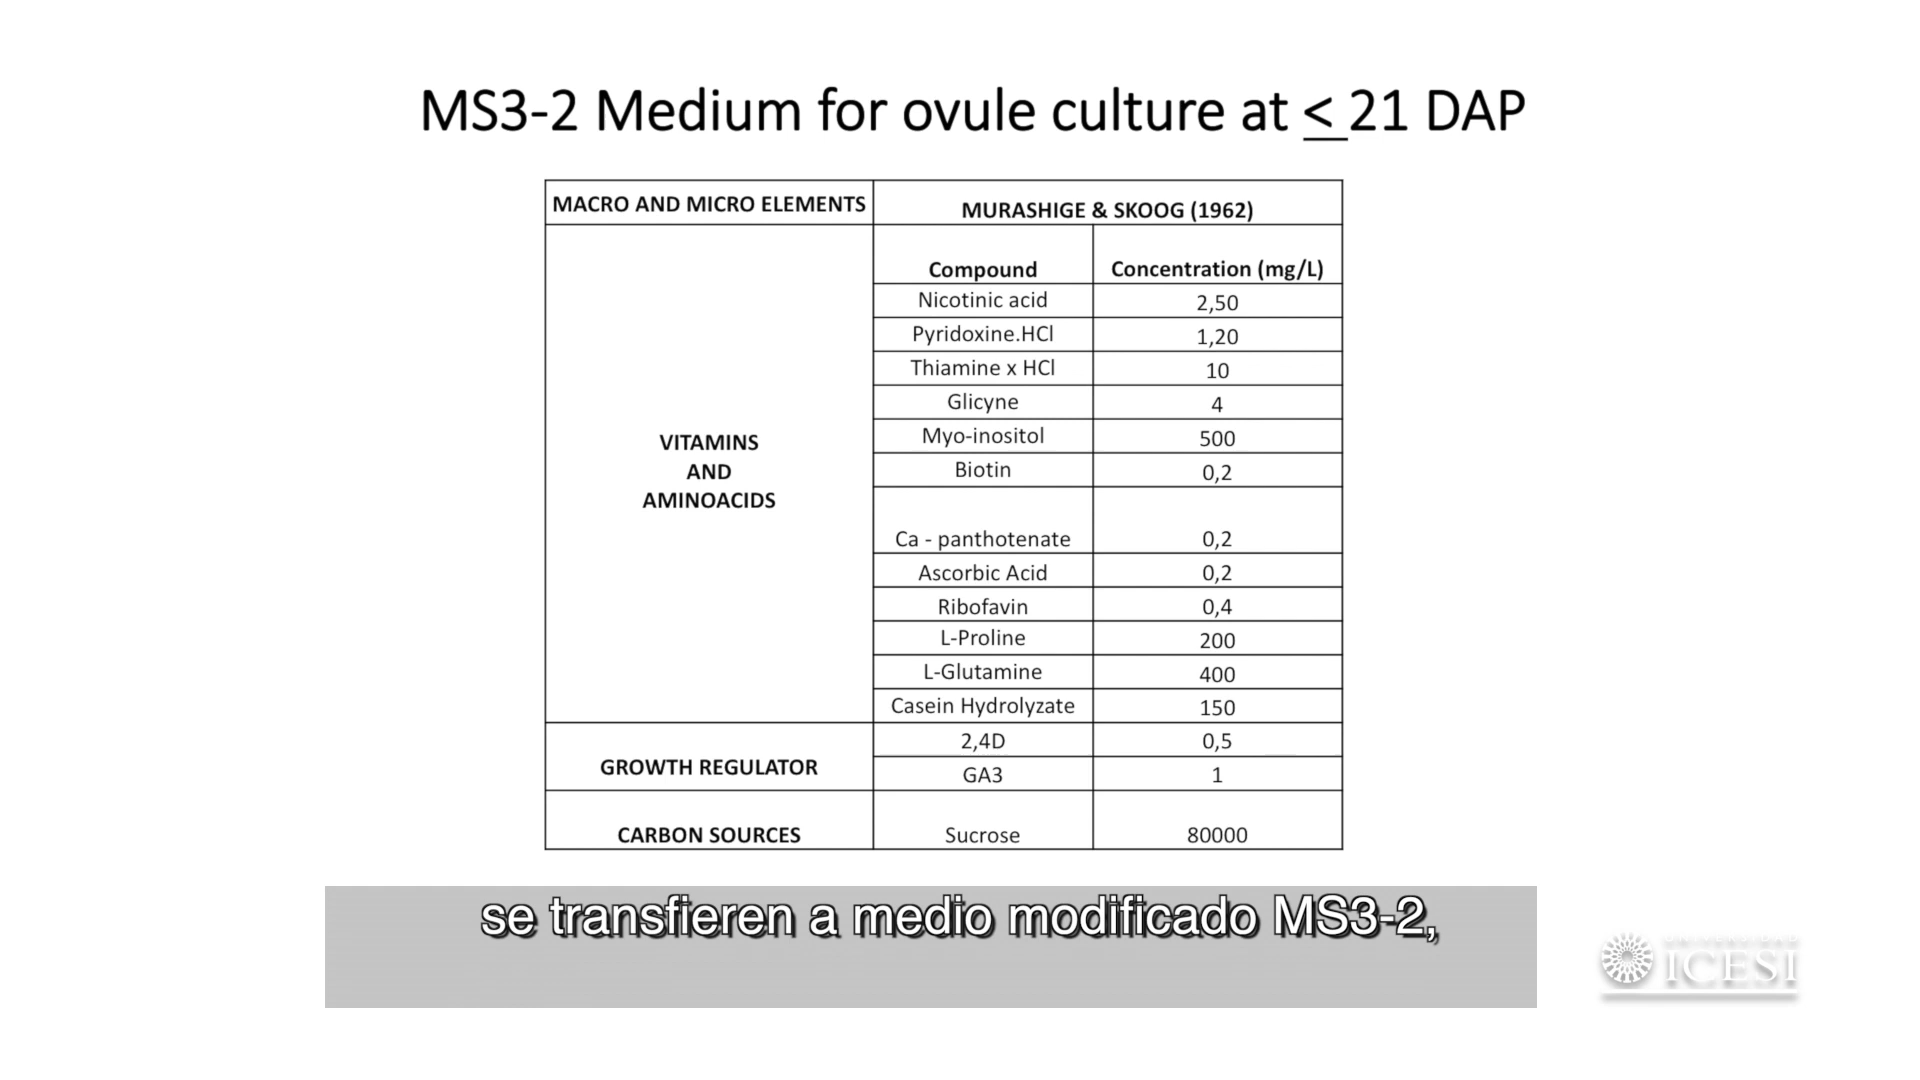 MS3-2 Medium for ovule culture at < 21 DAP
MACRO AND MICRO ELEMENTS MURASHIGE & SKOOG (1962)
Compound Concentration (mg/L)
Nicotinic acid 2,50
Pyridoxine.HCl 1,20
Thiamine x HCl 10
Glicyne 4
VITAMINS
AND
AMINOACIDS
Myo-inositol 500
Biotin 0,2
Ca - panthotenate 0,2
Ascorbic Acid 0,2
Ribofavin 0,4
L-Proline 200
L-Glutamine 400
Casein Hydrolyzate 150
GROWTH REGULATOR
2,4D 0,5
GA3 1
CARBON SOURCES Sucrose 80000
se transfieren a medio modificado MS3-2,
UNIVERSIDAD
ICESI